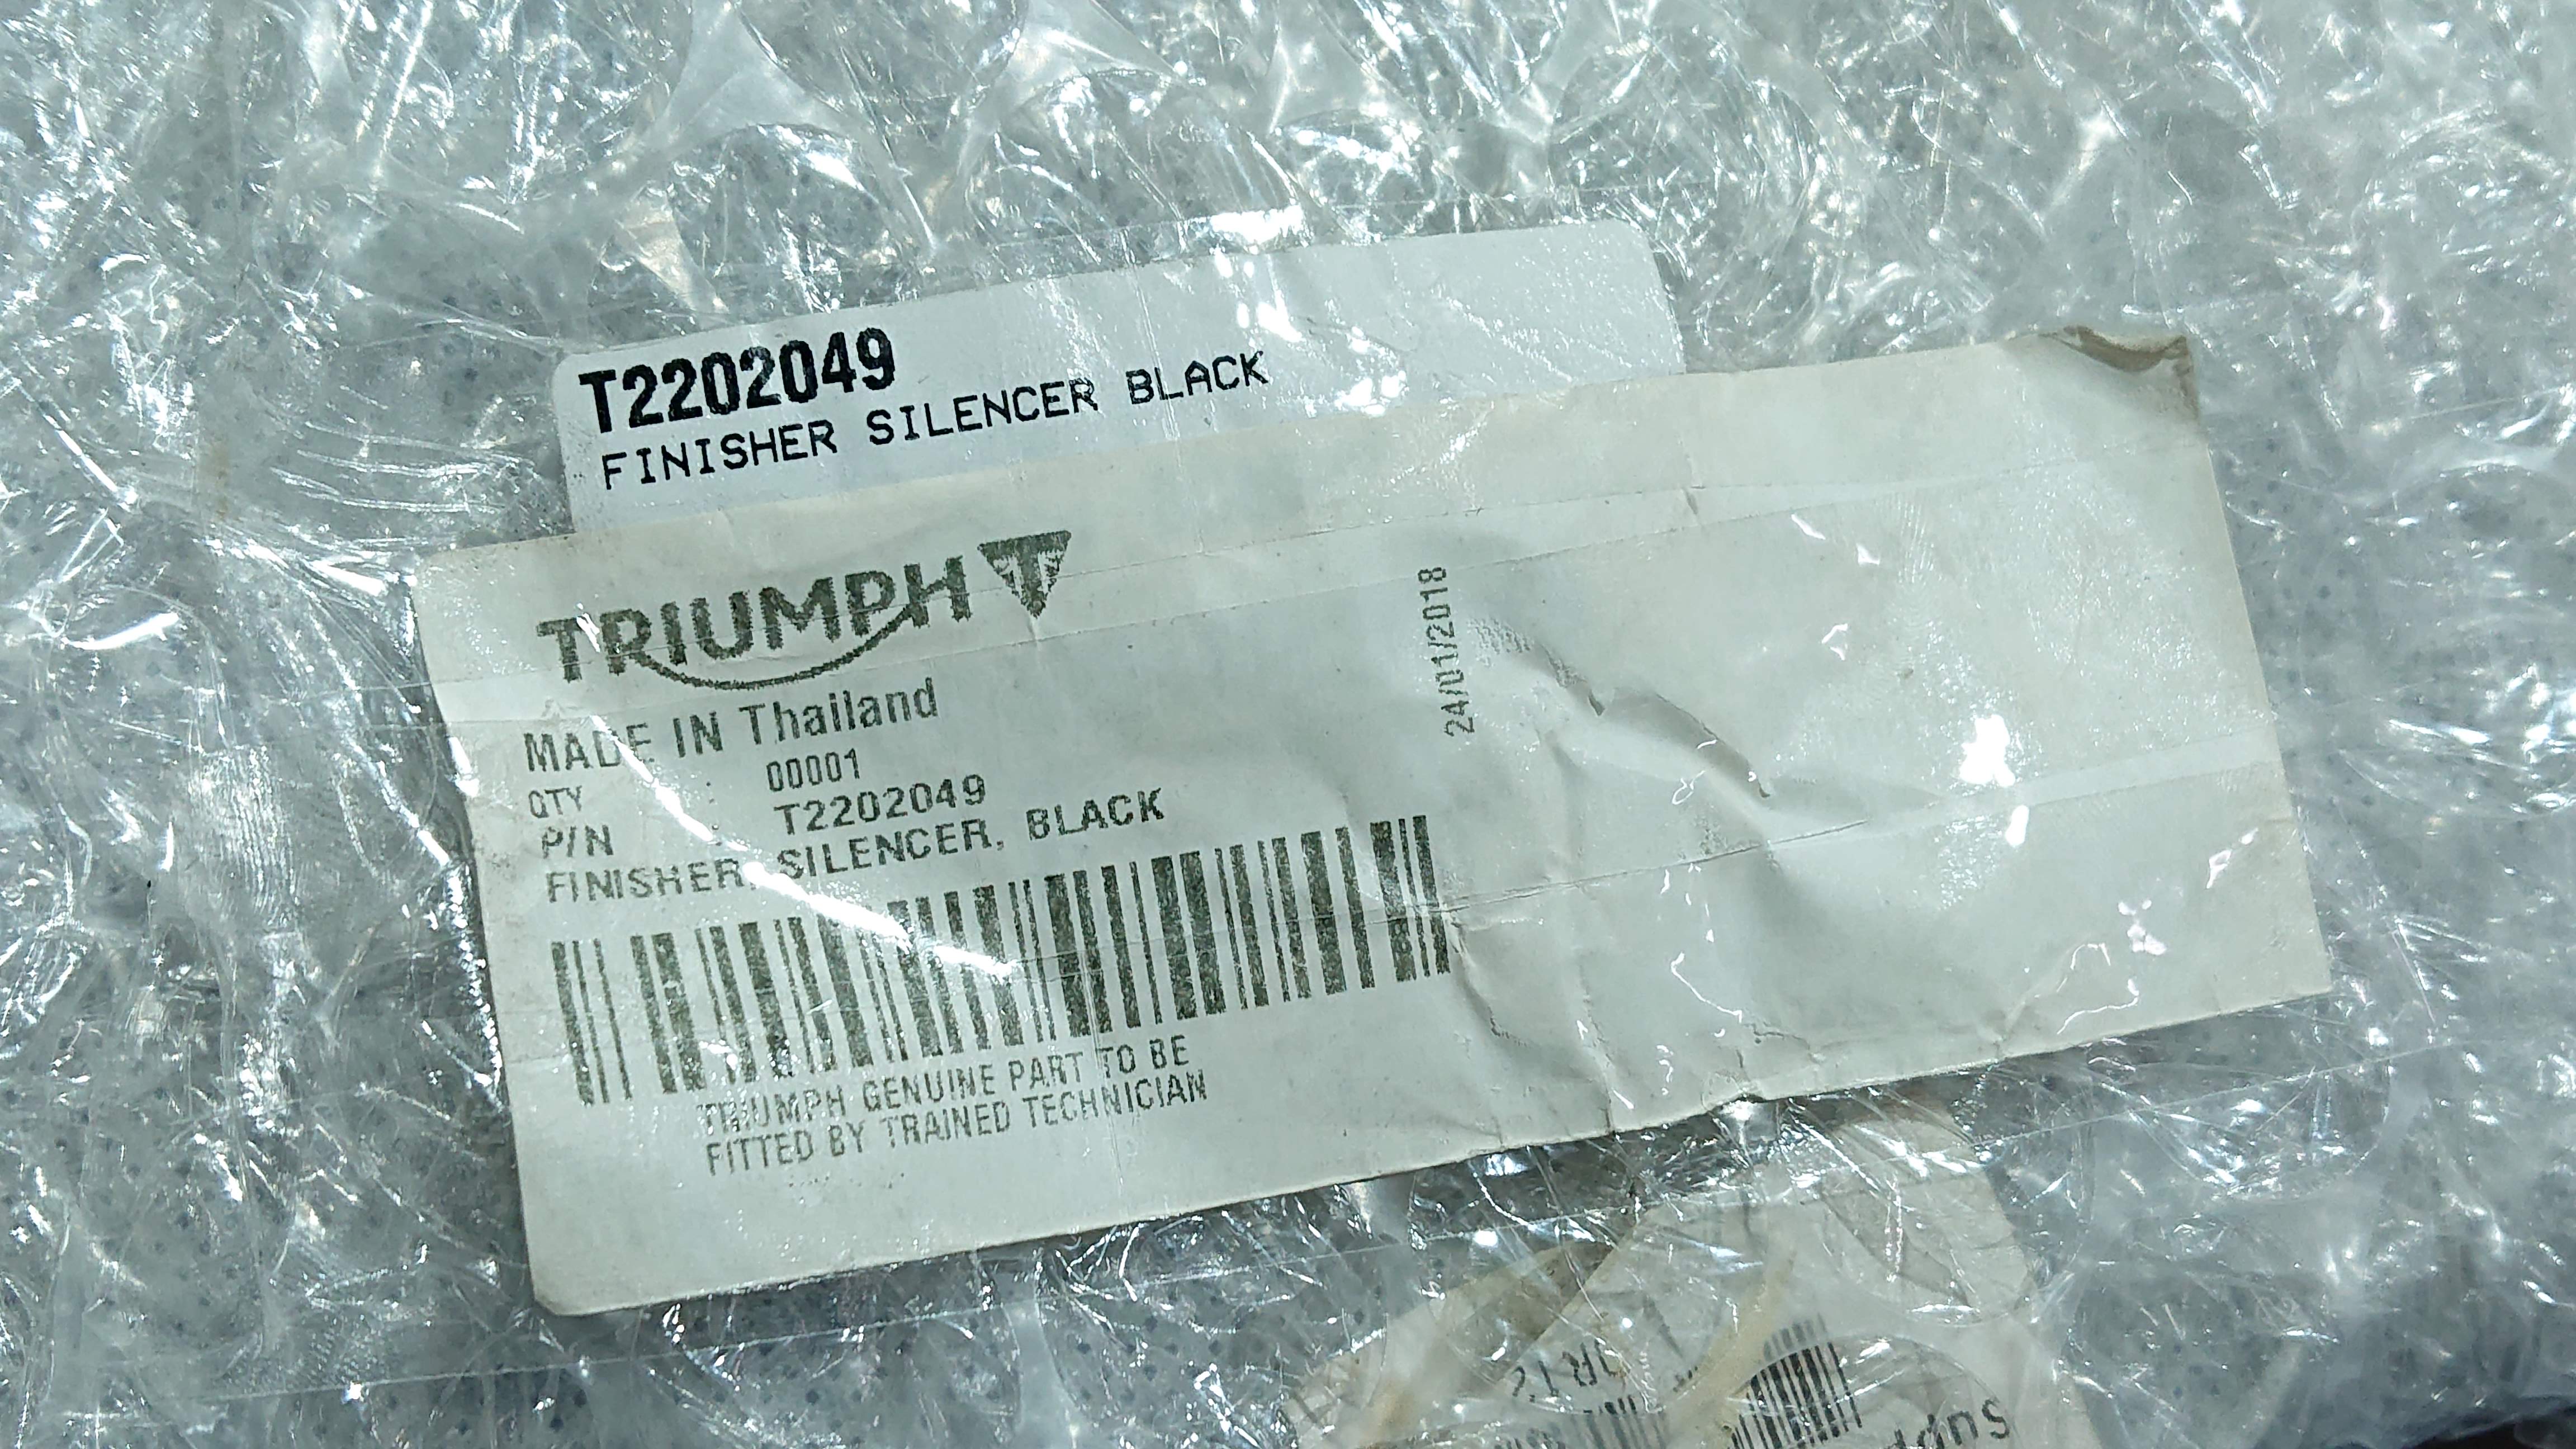 T2202049
FINISHER SILENCER BLACK
TRIUMPH T
MADE IN Thailand
24/01/2018
QTY : 00001
P/N : T2202049
FINISHER, SILENCER, BLACK
TRIUMPH GENUINE PART TO BE
FITTED BY TRAINED TECHNICIAN